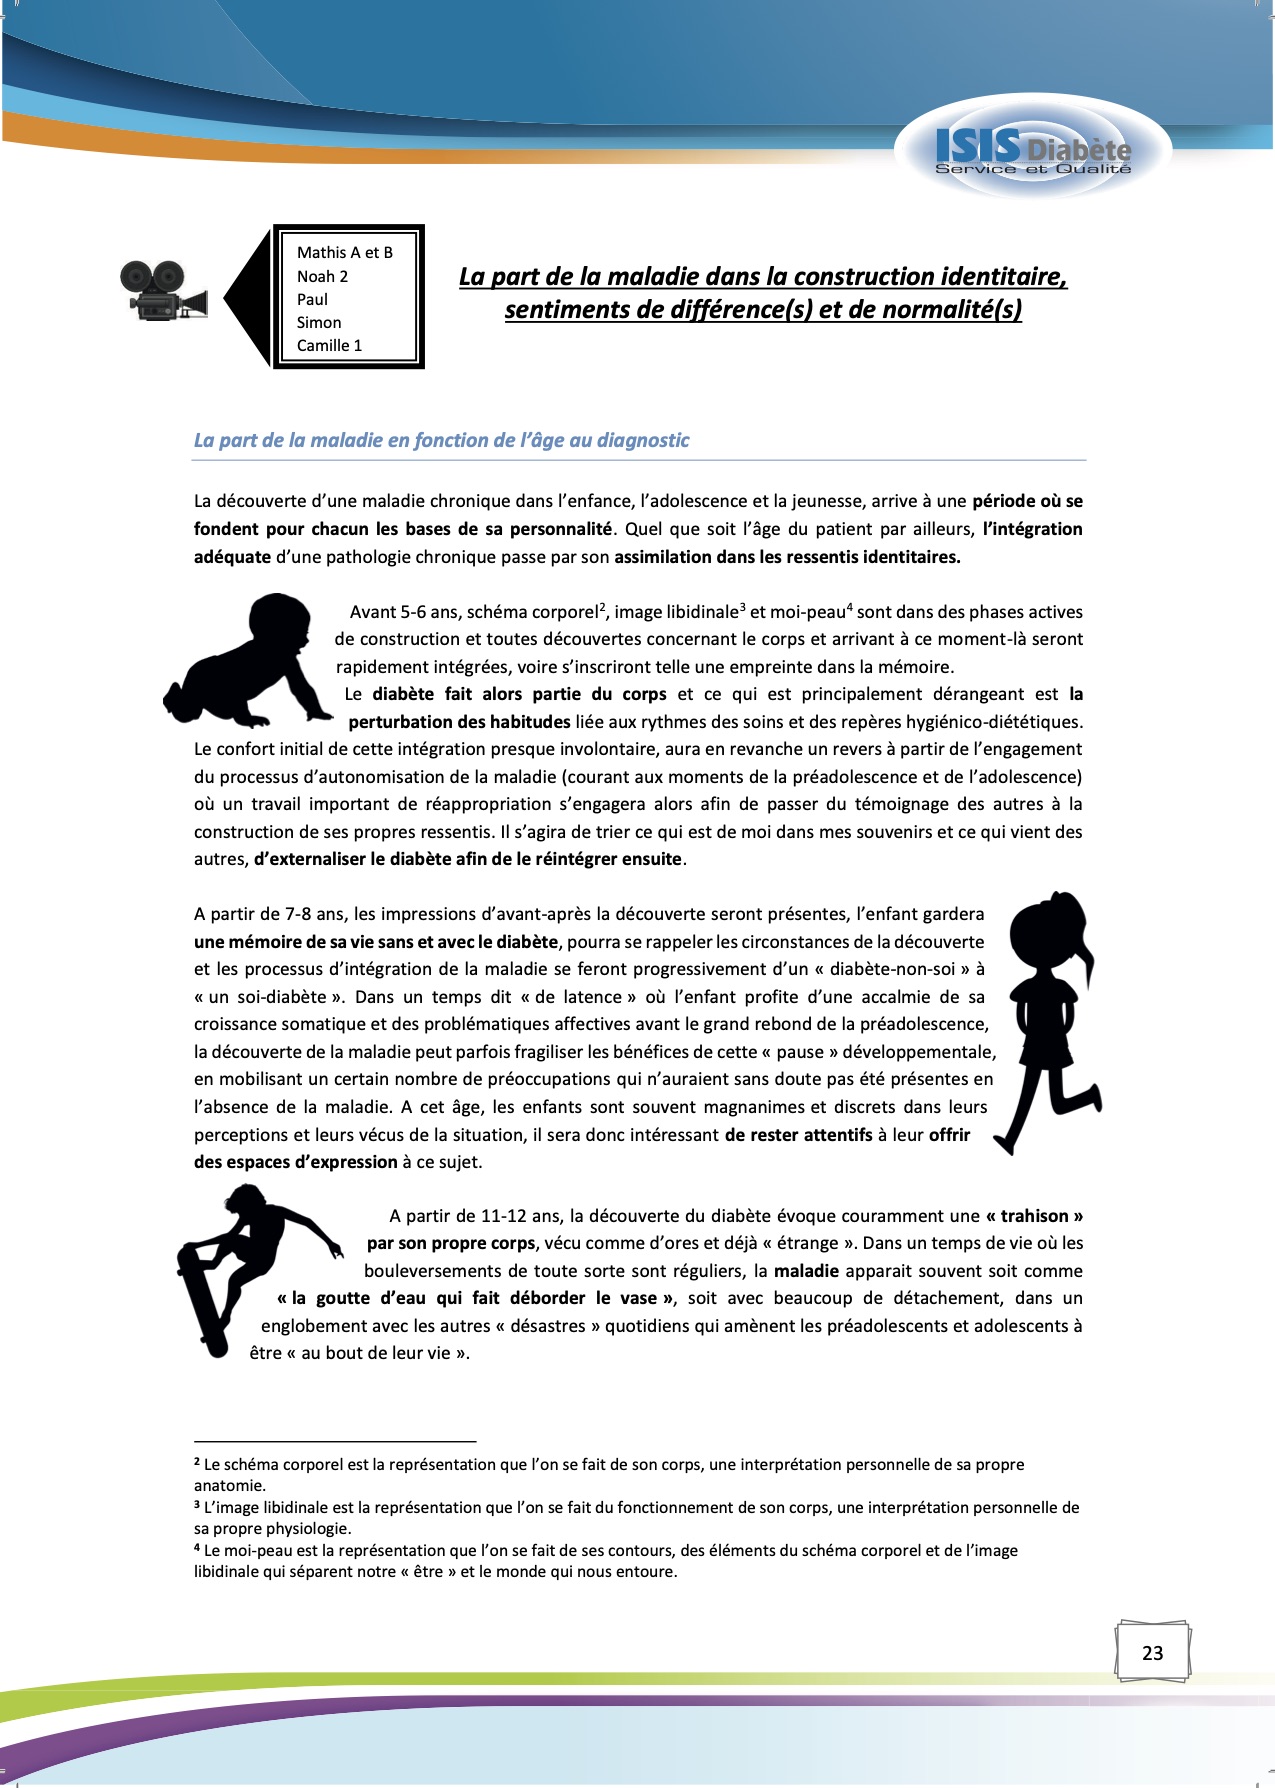 ISIS Diabète
Service et Qualité
Mathis A et B
Noah 2
Paul
Simon
Camille 1
La part de la maladie dans la construction identitaire,
sentiments de différence(s) et de normalité(s)
La part de la maladie en fonction de l’âge au diagnostic
La découverte d’une maladie chronique dans l’enfance, l’adolescence et la jeunesse, arrive à une période où se
fondent pour chacun les bases de sa personnalité. Quel que soit l’âge du patient par ailleurs, l’intégration
adéquate d’une pathologie chronique passe par son assimilation dans les ressentis identitaires.
Avant 5-6 ans, schéma corporel², image libidinale³ et moi-peau⁴ sont dans des phases actives
de construction et toutes découvertes concernant le corps et arrivant à ce moment-là seront
rapidement intégrées, voire s’inscriront telle une empreinte dans la mémoire.
Le diabète fait alors partie du corps et ce qui est principalement dérangeant est la
perturbation des habitudes liée aux rythmes des soins et des repères hygiénico-diététiques.
Le confort initial de cette intégration presque involontaire, aura en revanche un revers à partir de l’engagement
du processus d’autonomisation de la maladie (courant aux moments de la préadolescence et de l’adolescence)
où un travail important de réappropriation s’engagera alors afin de passer du témoignage des autres à la
construction de ses propres ressentis. Il s’agira de trier ce qui est de moi dans mes souvenirs et ce qui vient des
autres, d’externaliser le diabète afin de le réintégrer ensuite.
A partir de 7-8 ans, les impressions d’avant-après la découverte seront présentes, l’enfant gardera
une mémoire de sa vie sans et avec le diabète, pourra se rappeler les circonstances de la découverte
et les processus d’intégration de la maladie se feront progressivement d’un « diabète-non-soi » à
« un soi-diabète ». Dans un temps dit « de latence » où l’enfant profite d’une accalmie de sa
croissance somatique et des problématiques affectives avant le grand rebond de la préadolescence,
la découverte de la maladie peut parfois fragiliser les bénéfices de cette « pause » développementale,
en mobilisant un certain nombre de préoccupations qui n’auraient sans doute pas été présentes en
l’absence de la maladie. A cet âge, les enfants sont souvent magnanimes et discrets dans leurs
perceptions et leurs vécus de la situation, il sera donc intéressant de rester attentifs à leur offrir
des espaces d’expression à ce sujet.
A partir de 11-12 ans, la découverte du diabète évoque couramment une « trahison »
par son propre corps, vécu comme d’ores et déjà « étrange ». Dans un temps de vie où les
bouleversements de toute sorte sont réguliers, la maladie apparait souvent soit comme
« la goutte d’eau qui fait déborder le vase », soit avec beaucoup de détachement, dans un
englobement avec les autres « désastres » quotidiens qui amènent les préadolescents et adolescents à
être « au bout de leur vie ».
² Le schéma corporel est la représentation que l’on se fait de son corps, une interprétation personnelle de sa propre
anatomie.
³ L’image libidinale est la représentation que l’on se fait du fonctionnement de son corps, une interprétation personnelle de
sa propre physiologie.
⁴ Le moi-peau est la représentation que l’on se fait de ses contours, des éléments du schéma corporel et de l’image
libidinale qui séparent notre « être » et le monde qui nous entoure.
23